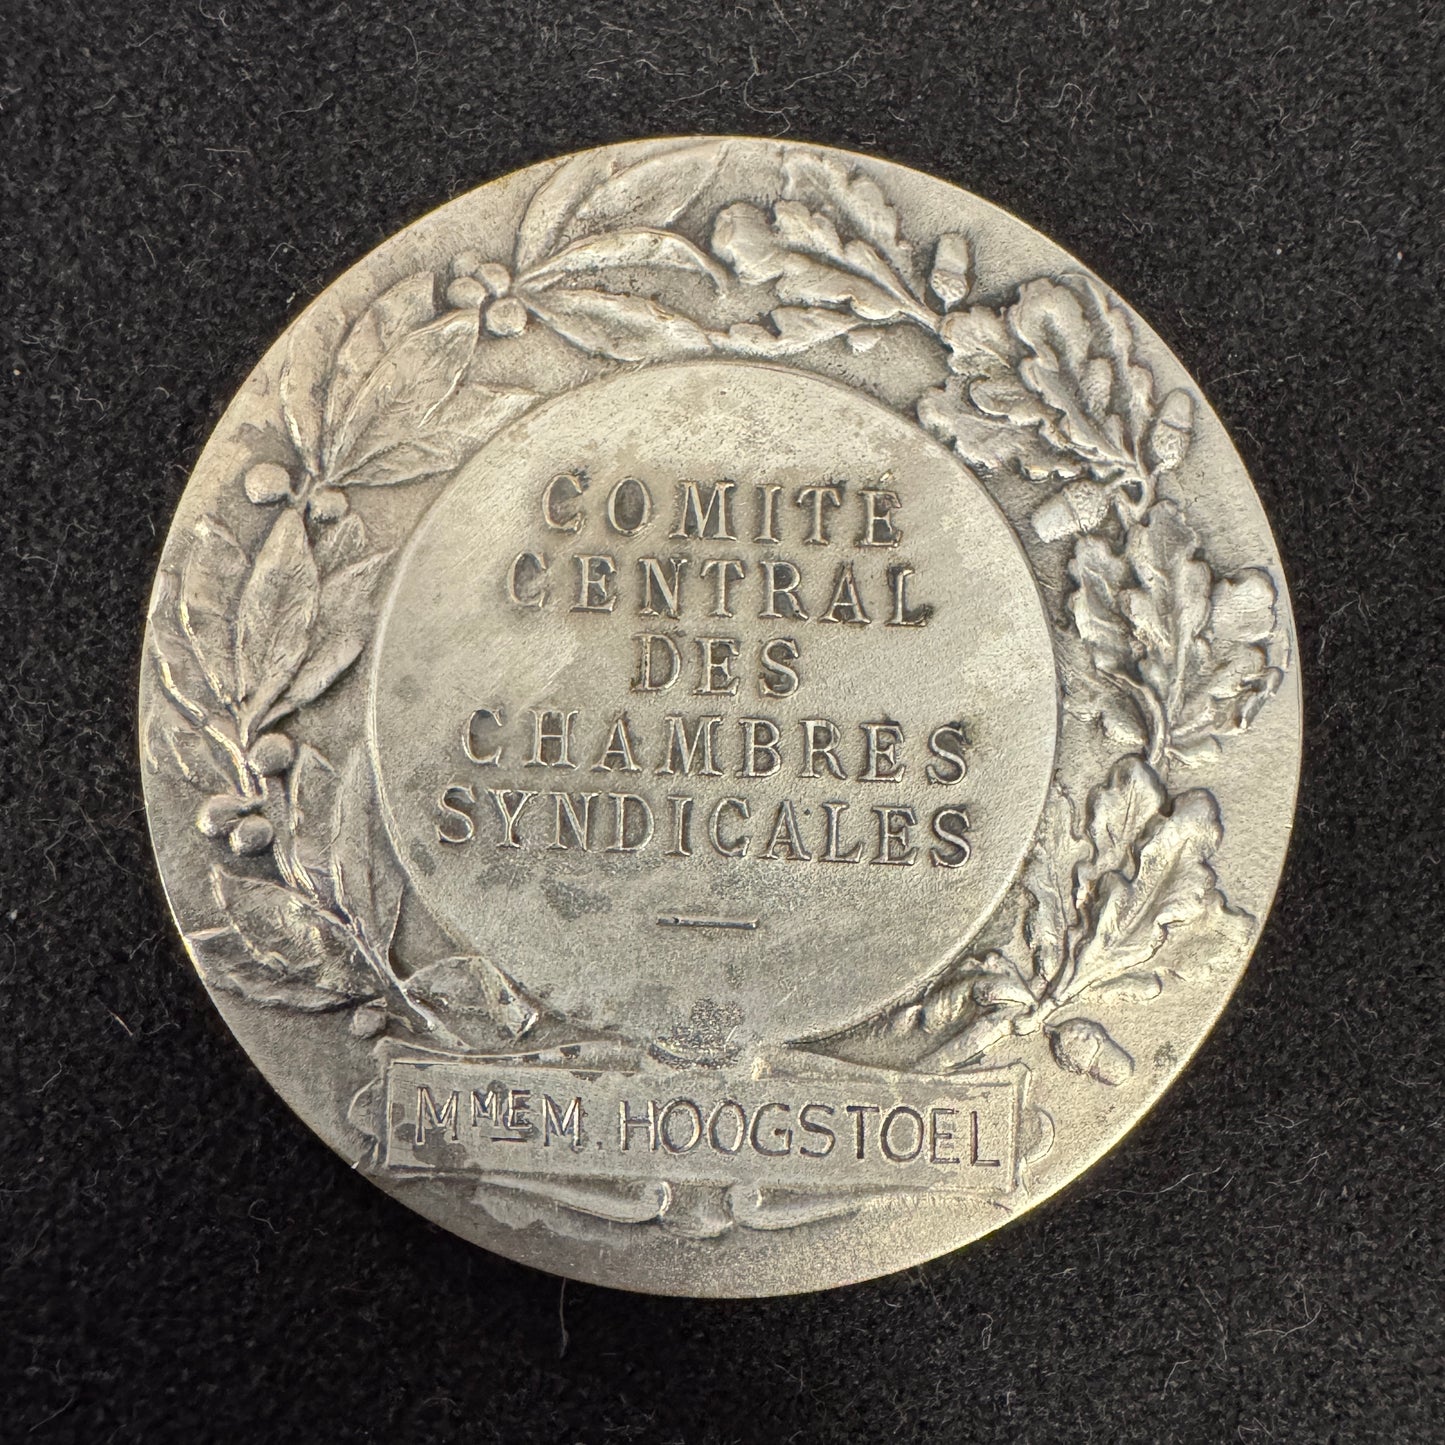 COMITÉ
CENTRAL
DES
CHAMBRES
SYNDICALES
MME M. HOOGSTOEL